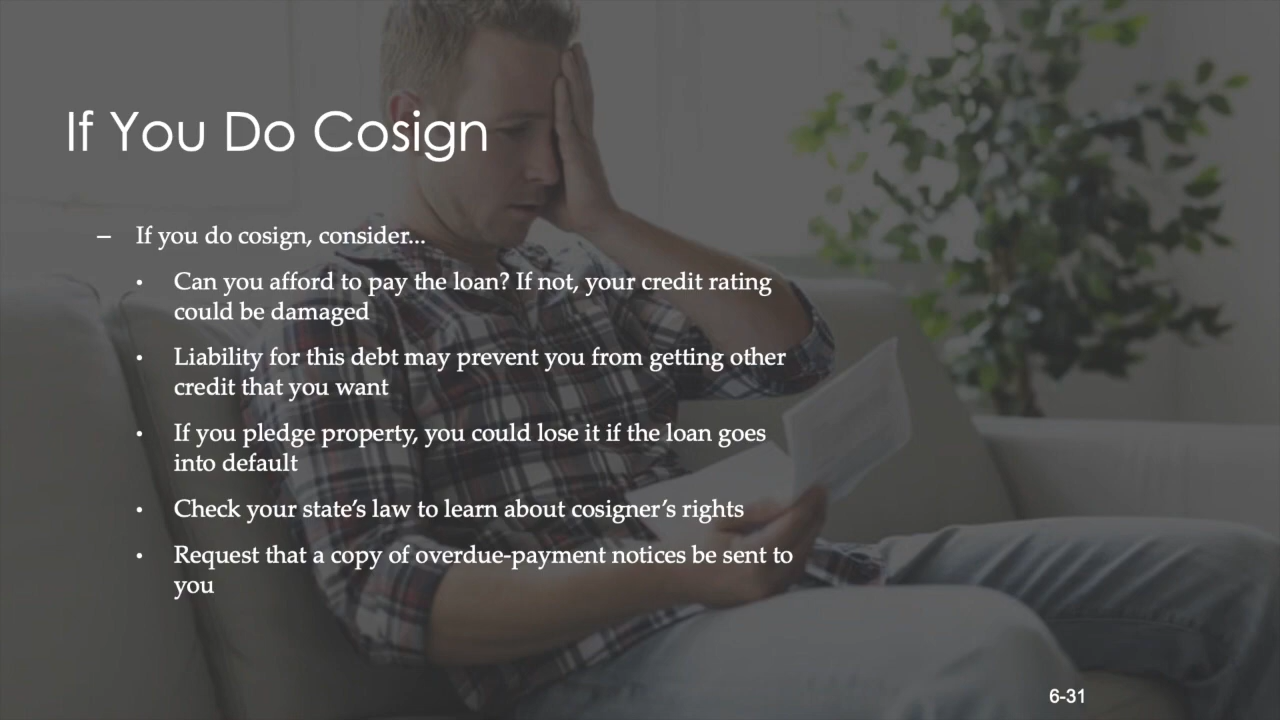 If You Do Cosign
– If you do cosign, consider...
• Can you afford to pay the loan? If not, your credit rating
could be damaged
• Liability for this debt may prevent you from getting other
credit that you want
• If you pledge property, you could lose it if the loan goes
into default
• Check your state’s law to learn about cosigner’s rights
• Request that a copy of overdue-payment notices be sent to
you
6-31